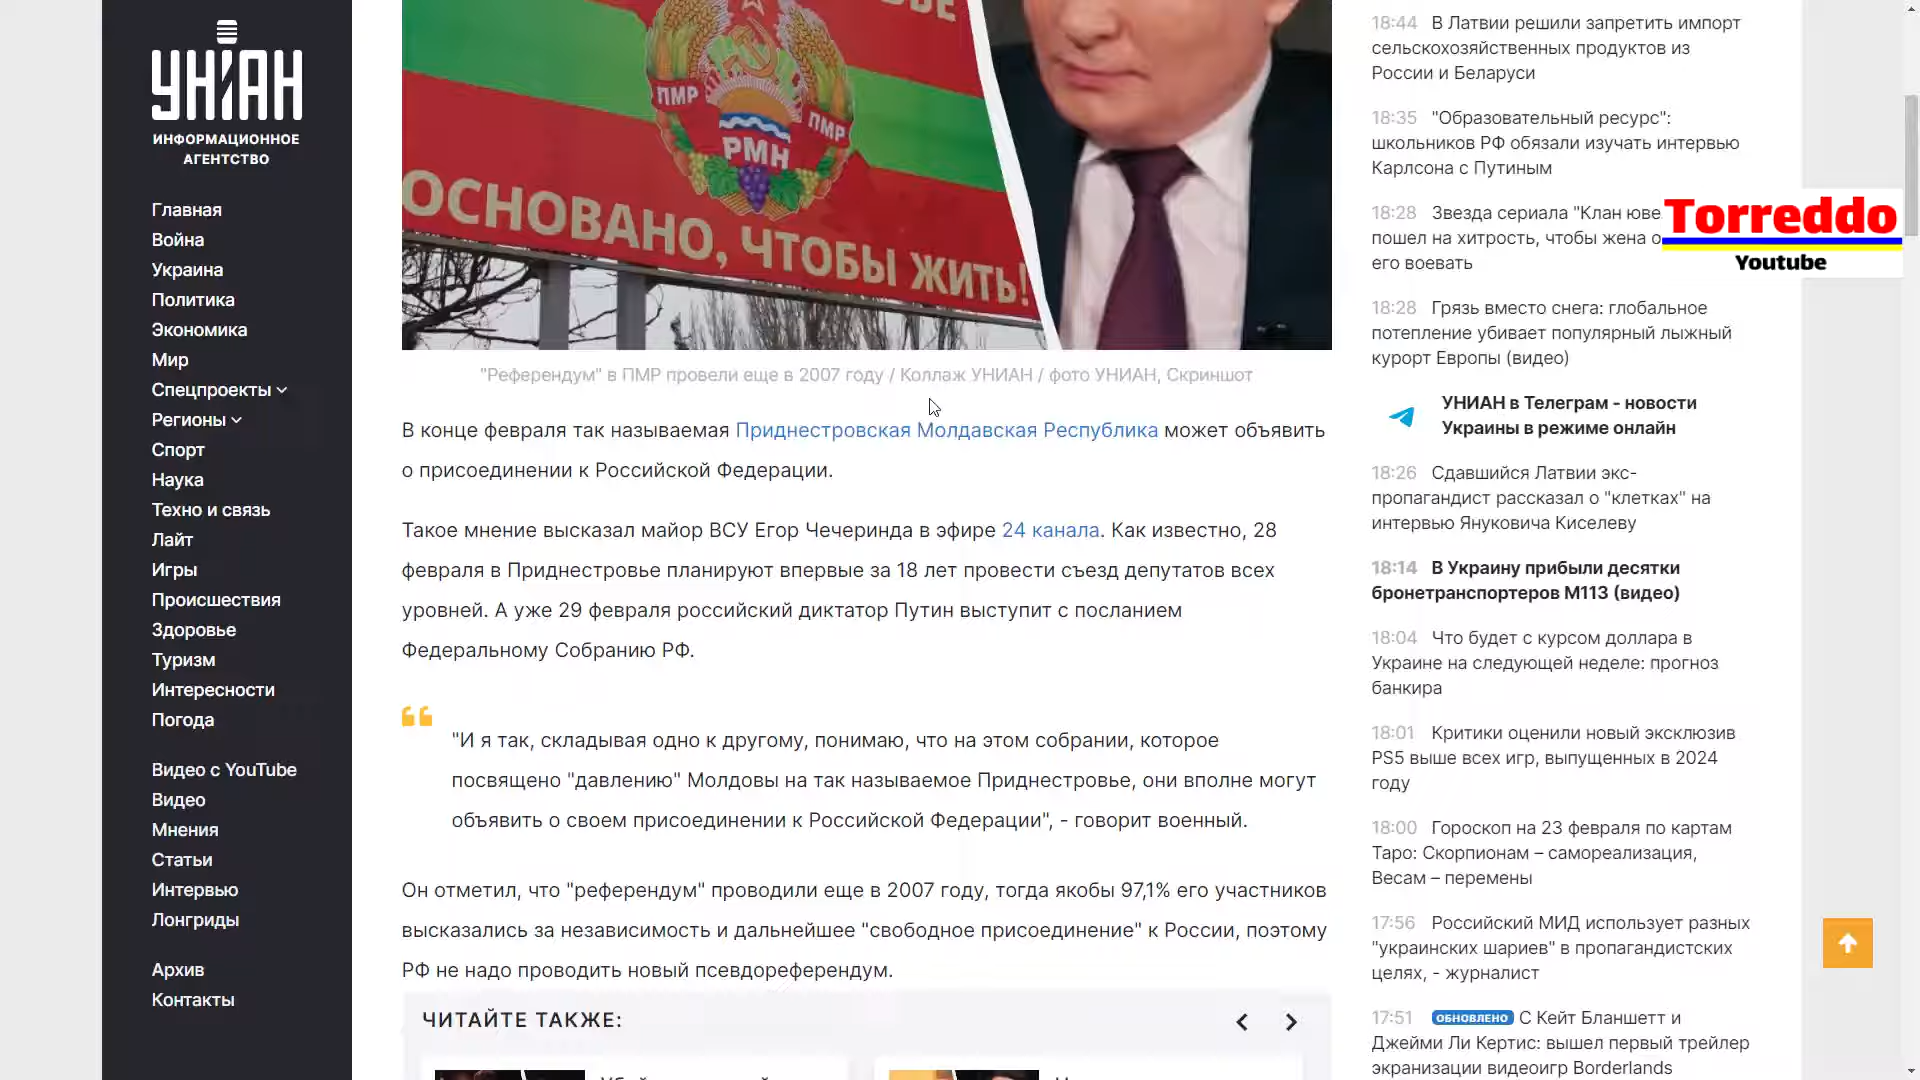 УНІАН
ИНФОРМАЦИОННОЕ
АГЕНТСТВО
Главная
Война
Украина
Политика
Экономика
Мир
Спецпроекты
Регионы
Спорт
Наука
Техно и связь
Лайт
Игры
Происшествия
Здоровье
Туризм
Интересности
Погода
Видео с YouTube
Видео
Мнения
Статьи
Интервью
Лонгриды
Архив
Контакты
ПМР
ПМР
РМН
ОСНОВАНО, ЧТОБЫ ЖИТЬ!
"Референдум" в ПМР провели еще в 2007 году / Коллаж УНИАН / фото УНИАН, Скриншот
В конце февраля так называемая Приднестровская Молдавская Республика может объявить
о присоединении к Российской Федерации.
Такое мнение высказал майор ВСУ Егор Чечеринда в эфире 24 канала. Как известно, 28
февраля в Приднестровье планируют впервые за 18 лет провести съезд депутатов всех
уровней. А уже 29 февраля российский диктатор Путин выступит с посланием
Федеральному Собранию РФ.
"И я так, складывая одно к другому, понимаю, что на этом собрании, которое
посвящено "давлению" Молдовы на так называемое Приднестровье, они вполне могут
объявить о своем присоединении к Российской Федерации", - говорит военный.
Он отметил, что "референдум" проводили еще в 2007 году, тогда якобы 97,1% его участников
высказались за независимость и дальнейшее "свободное присоединение" к России, поэтому
РФ не надо проводить новый псевдореферендум.
ЧИТАЙТЕ ТАКЖЕ:
18:44 В Латвии решили запретить импорт
сельскохозяйственных продуктов из
России и Беларуси
18:35 "Образовательный ресурс":
школьников РФ обязали изучать интервью
Карлсона с Путиным
18:28 Звезда сериала "Клан юве
пошел на хитрость, чтобы жена о
его воевать
Torreddo
Youtube
18:28 Грязь вместо снега: глобальное
потепление убивает популярный лыжный
курорт Европы (видео)
УНИАН в Телеграм - новости
Украины в режиме онлайн
18:26 Сдавшийся Латвии экс-
пропагандист рассказал о "клетках" на
интервью Януковича Киселеву
18:14 В Украину прибыли десятки
бронетранспортеров М113 (видео)
18:04 Что будет с курсом доллара в
Украине на следующей неделе: прогноз
банкира
18:01 Критики оценили новый эксклюзив
PS5 выше всех игр, выпущенных в 2024
году
18:00 Гороскоп на 23 февраля по картам
Таро: Скорпионам – самореализация,
Весам – перемены
17:56 Российский МИД использует разных
"украинских шариев" в пропагандистских
целях, - журналист
17:51 ОБНОВЛЕНО С Кейт Бланшетт и
Джейми Ли Кертис: вышел первый трейлер
экранизации видеоигр Borderlands